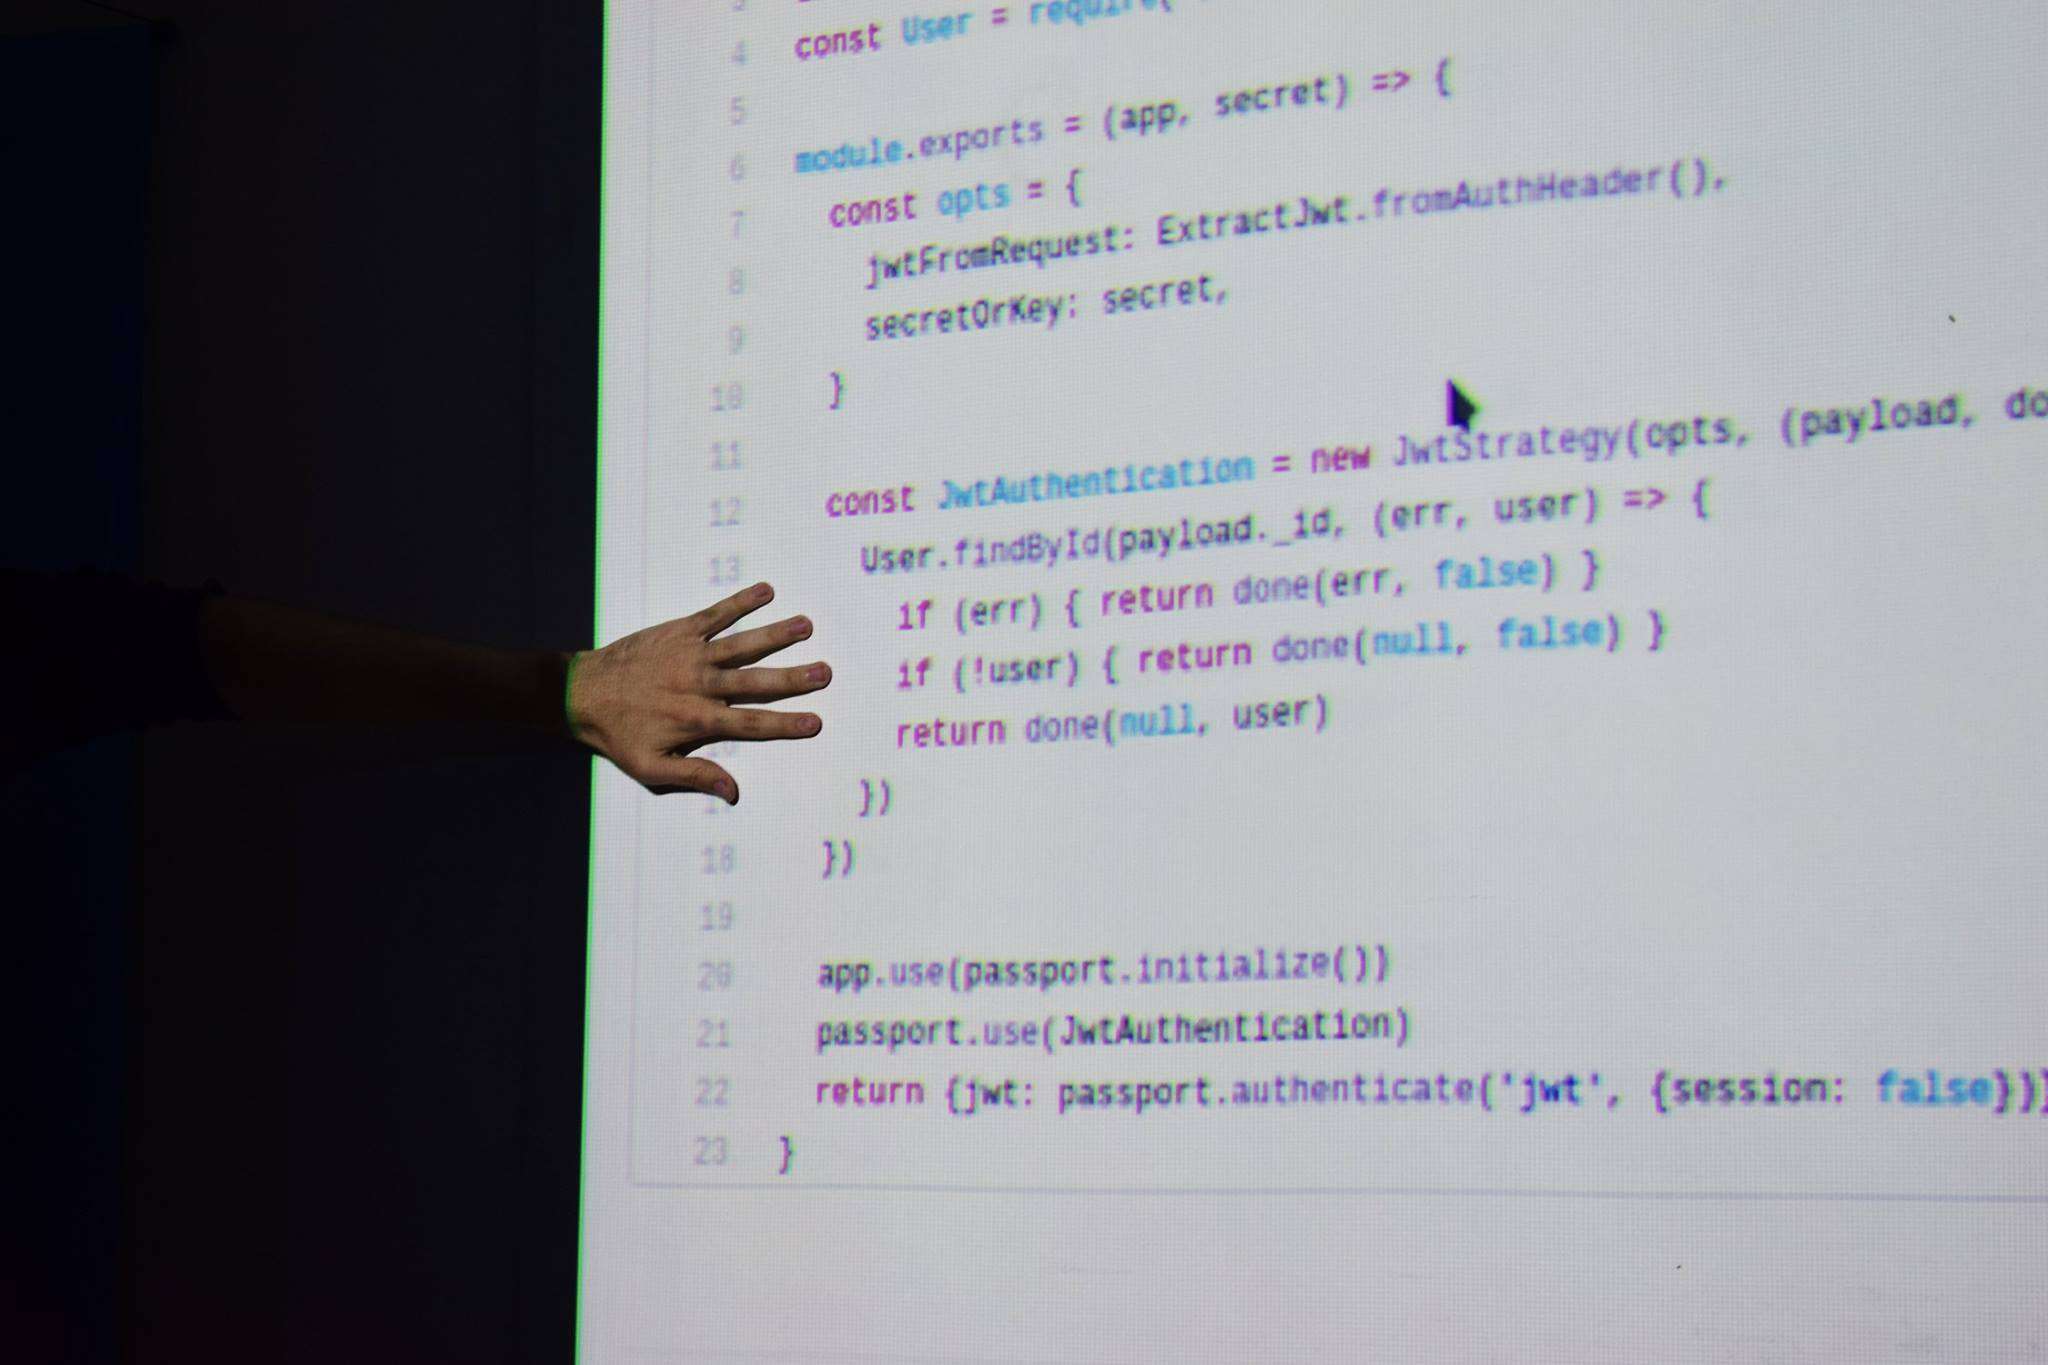 4 const User = require(
5
6 module.exports = (app, secret) => {
7 const opts = {
8 jwtFromRequest: ExtractJwt.fromAuthHeader(),
9 secretOrKey: secret,
10 }
11
12 const JwtAuthentication = new JwtStrategy(opts, (payload, do
13 User.findById(payload._id, (err, user) => {
if (err) { return done(err, false) }
if (!user) { return done(null, false) }
return done(null, user)
})
18 })
19
20 app.use(passport.initialize())
21 passport.use(JwtAuthentication)
22 return {jwt: passport.authenticate('jwt', {session: false})}
23 }